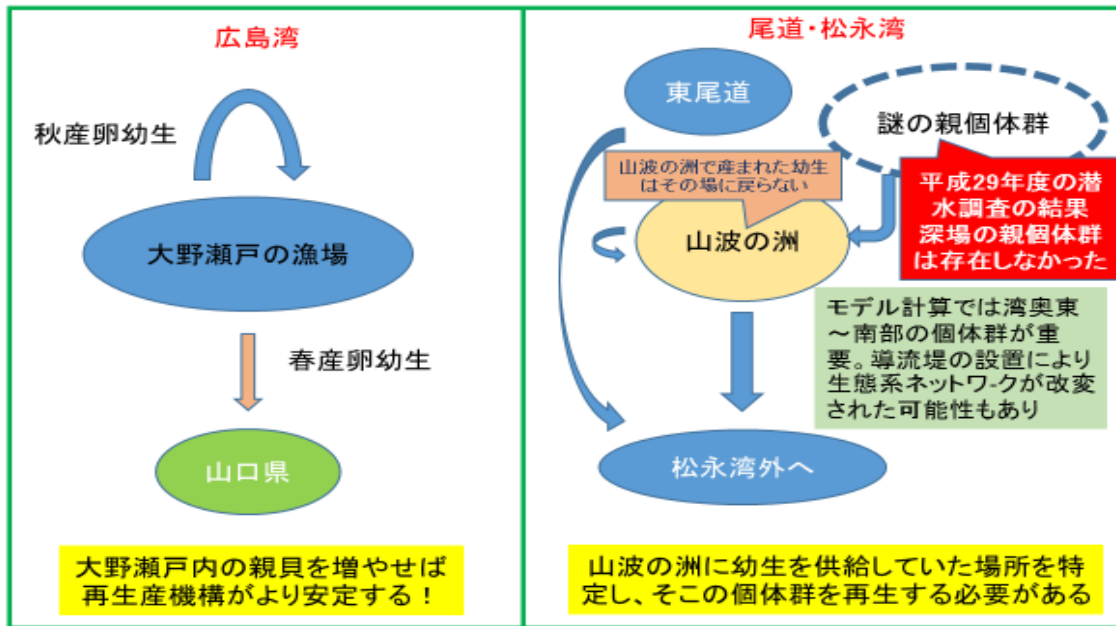 広島湾
秋産卵幼生
大野瀬戸の漁場
春産卵幼生
山口県
大野瀬戸内の親貝を増やせば
再生産機構がより安定する！
尾道・松永湾
東尾道
謎の親個体群
山波の洲で産まれた幼生
はその場に戻らない
平成29年度の潜
水調査の結果
深場の親個体群
は存在しなかった
山波の洲
モデル計算では湾奥東
～南部の個体群が重
要。導流堤の設置により
生態系ネットワークが改変
された可能性もあり
松永湾外へ
山波の洲に幼生を供給していた場所を特
定し、そこの個体群を再生する必要がある